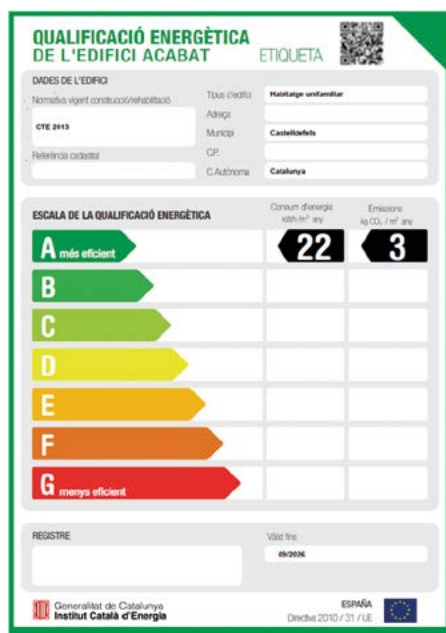 QUALIFICACIÓ ENERGÈTICA
DE L'EDIFICI ACABAT
ETIQUETA
DADES DE L'EDIFICI
Normativa vigent construcció/rehabilitació
CTE 2013
Referència cadastral
Tipus d'edifici
Habitatge unifamiliar
Adreça
Municipi
Castelldefels
C.P.
C.Autònoma
Catalunya
ESCALA DE LA QUALIFICACIÓ ENERGÈTICA
Consum d'energia
kWh/m² any
Emissions
kg CO₂ / m² any
A més eficient
22
3
B
C
D
E
F
G menys eficient
REGISTRE
Vàlid fins
05/2026
Generalitat de Catalunya
Institut Català d'Energia
ESPAÑA
Directiva 2010 / 31 / UE